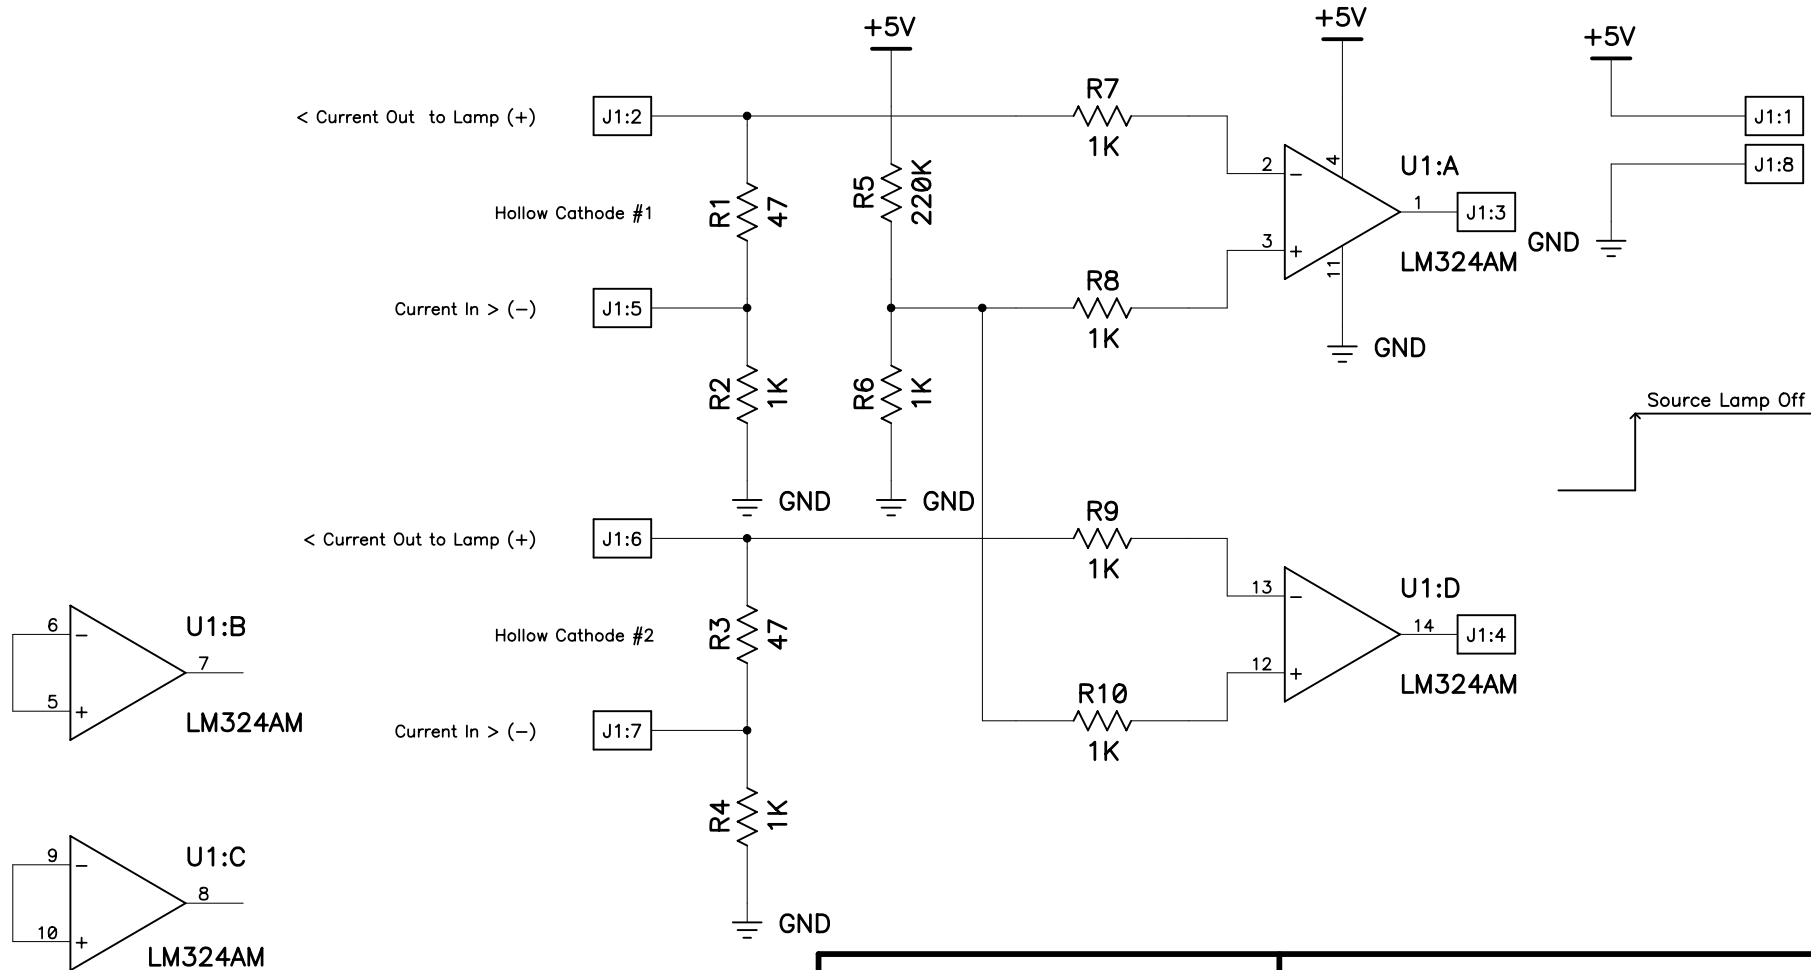 +5V
+5V
+5V
< Current Out to Lamp (+)
J1:2
R7
1K
J1:1
J1:8
Hollow Cathode #1
R1
47
R5
220K
2
−
4
U1:A
1
J1:3
3
+
11
LM324AM
GND
Current In > (−)
J1:5
R8
1K
GND
R2
1K
R6
1K
Source Lamp Off
GND
GND
< Current Out to Lamp (+)
J1:6
R9
1K
6
−
U1:B
7
5
+
LM324AM
Hollow Cathode #2
R3
47
13
−
U1:D
14
J1:4
12
+
LM324AM
Current In > (−)
J1:7
R10
1K
R4
1K
9
−
U1:C
8
10
+
LM324AM
GND